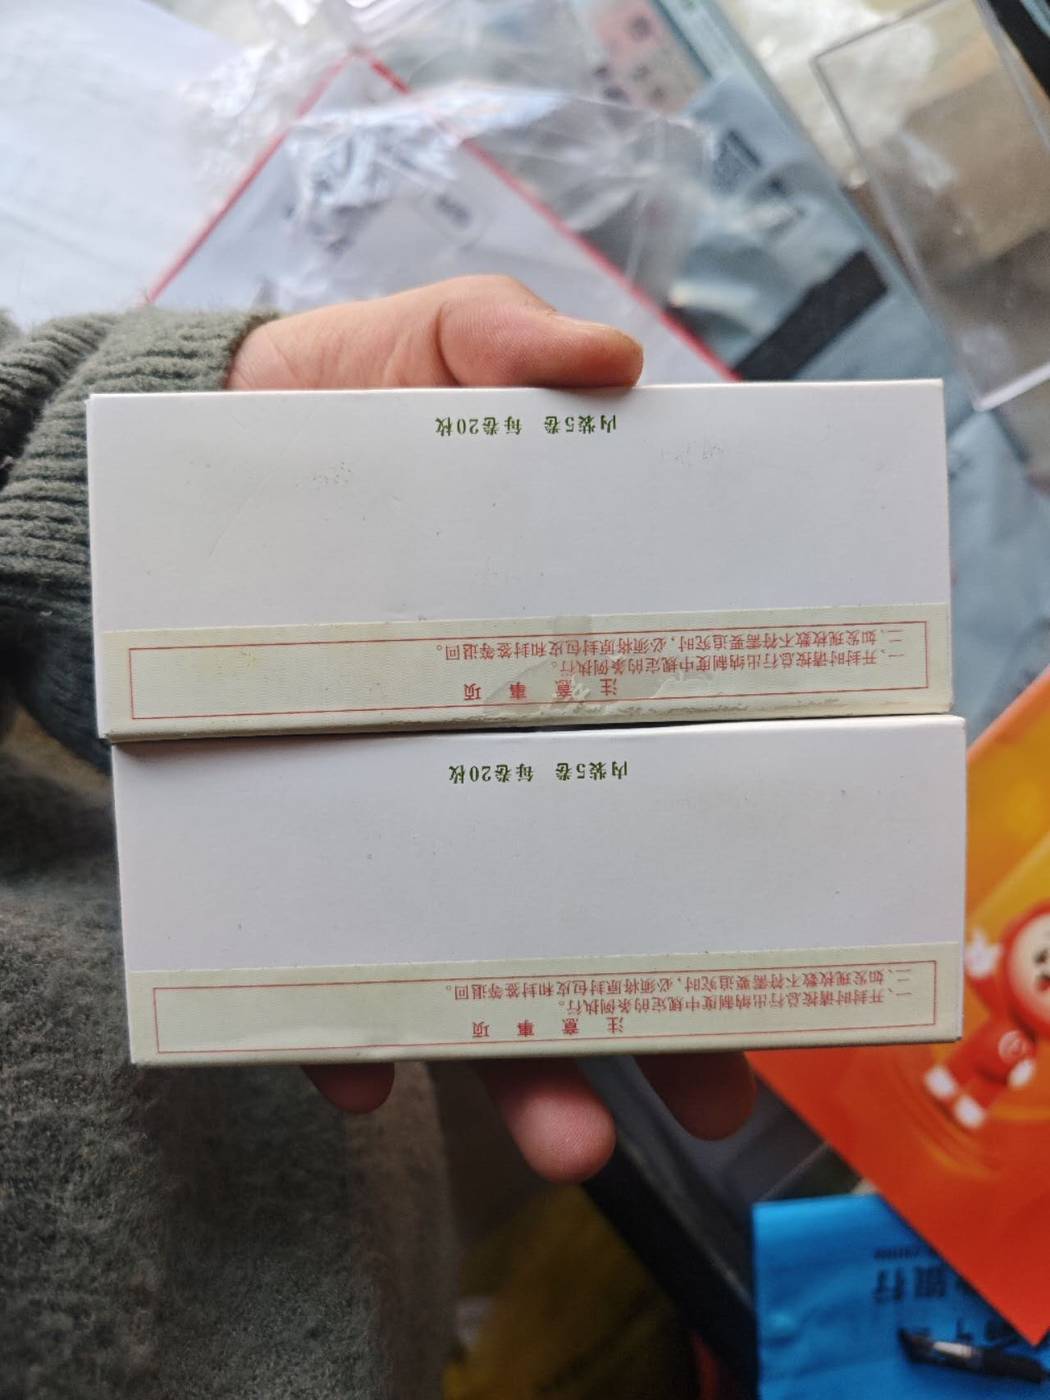 内装5卷 每卷20枚
注意事项
一、开封时请按总行出纳制度中规定的条例执行。
二、如发现枚数不符需要追究时，必须将原封包皮和封签等退回。
内装5卷 每卷20枚
注意事项
一、开封时请按总行出纳制度中规定的条例执行。
二、如发现枚数不符需要追究时，必须将原封包皮和封签等退回。
银行